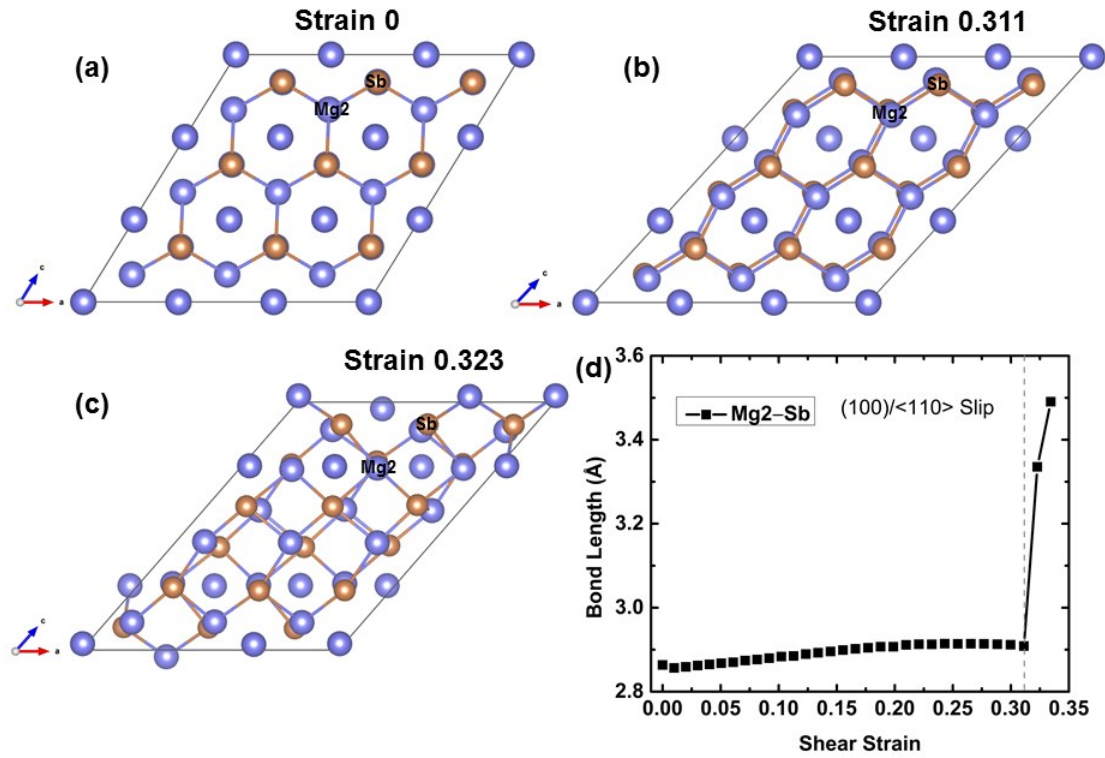 Strain 0
Strain 0.311
(a)
Sb
Mg2
c
a
(b)
Sb
Mg2
c
a
Strain 0.323
(c)
Sb
Mg2
c
a
(d)
3.6
3.4
3.2
3.0
2.8
Bond Length (Å)
Mg2–Sb
(100)/<110> Slip
0.00 0.05 0.10 0.15 0.20 0.25 0.30 0.35
Shear Strain